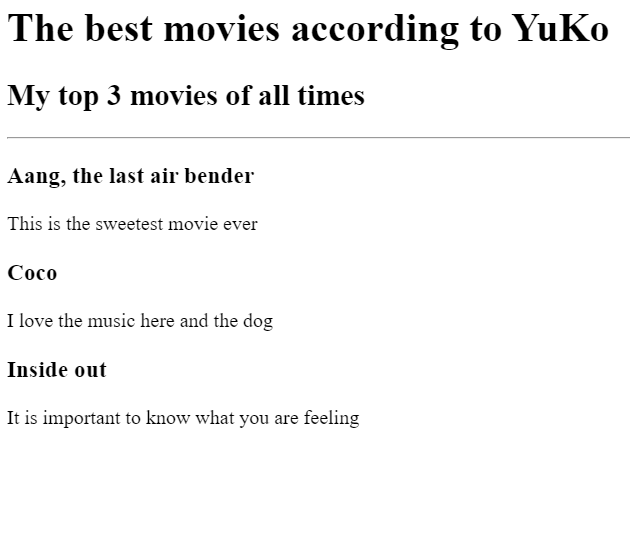 The best movies according to YuKo
My top 3 movies of all times
Aang, the last air bender
This is the sweetest movie ever
Coco
I love the music here and the dog
Inside out
It is important to know what you are feeling